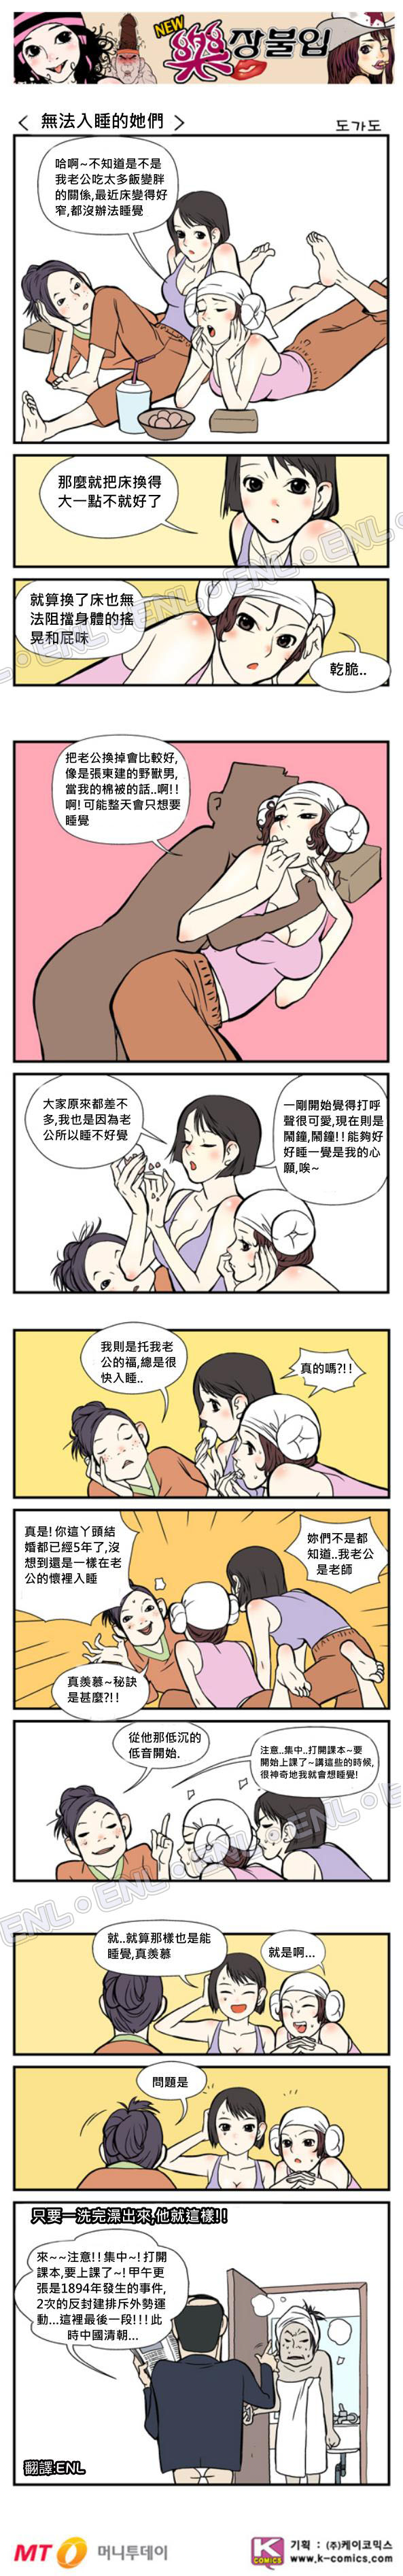 NEW 樂장불입
< 無法入睡的她們 >
도가도
哈啊~不知道是不是
我老公吃太多飯變胖
的關係,最近床變得好
窄,都沒辦法睡覺
那麼就把床換得
大一點不就好了
就算換了床也無
法阻擋身體的搖
晃和屁味
乾脆..
把老公換掉會比較好,
像是張東建的野獸男,
當我的棉被的話..啊!!
啊!可能整天會只想要
睡覺
大家原來都差不
多,我也是因為老
公所以睡不好覺
一剛開始覺得打呼
聲很可愛,現在則是
鬧鐘,鬧鐘!!能夠好
好睡一覺是我的心
願,唉~
我則是托我老
公的福,總是很
快入睡..
真的嗎?!!
真是!你這丫頭結
婚都已經5年了,沒
想到還是一樣在老
公的懷裡入睡
妳們不是都
知道..我老公
是老師
真羨慕~秘訣
是甚麼?!!
從他那低沉的
低音開始.
注意..集中..打開課本~要
開始上課了~講這些的時候,
很神奇地我就會想睡覺!
就..就算那樣也是能
睡覺,真羨慕
就是啊...
問題是
只要一洗完澡出來,他就這樣!!
來~~注意!!集中~!打開
課本,要上課了~!甲午更
張是1894年發生的事件,
2次的反封建排斥外勢運
動...這裡最後一段!!!此
時中國清朝...
翻譯:ENL
ENL ENL ENL ENL
ENL ENL ENL ENL
MT 머니투데이
K COMICS 기획 : (주)케이코믹스
www.k-comics.com